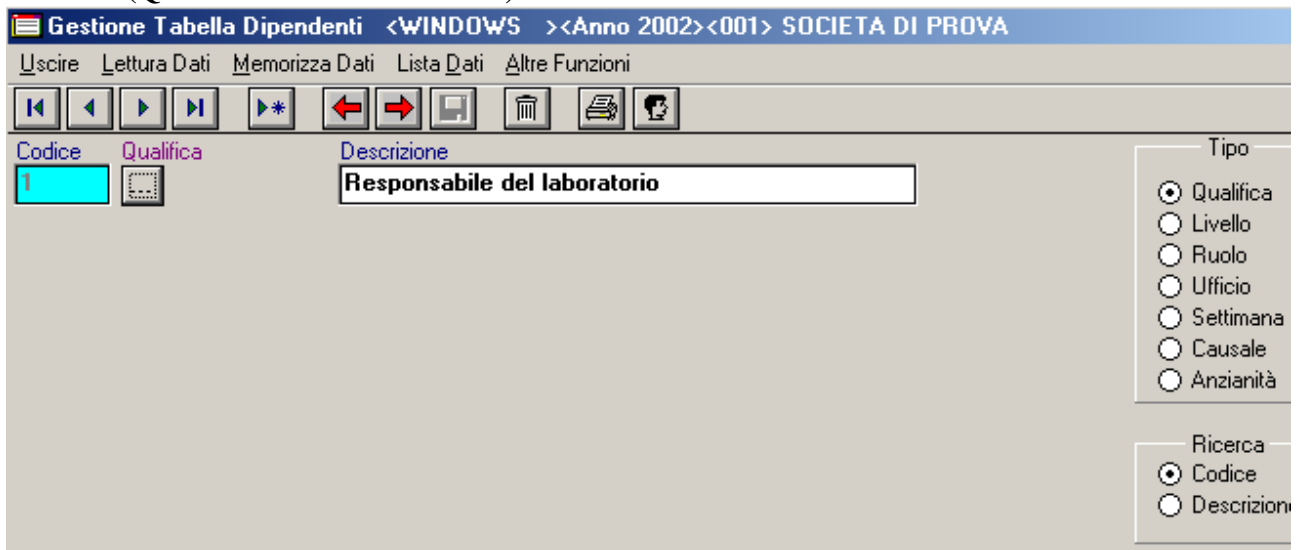 Gestione Tabella Dipendenti <WINDOWS ><Anno 2002><001> SOCIETA DI PROVA
Uscire Lettura Dati Memorizza Dati Lista Dati Altre Funzioni
Codice Qualifica Descrizione
1 ... Responsabile del laboratorio
Tipo
Qualifica
Livello
Ruolo
Ufficio
Settimana
Causale
Anzianità
Ricerca
Codice
Descrizione